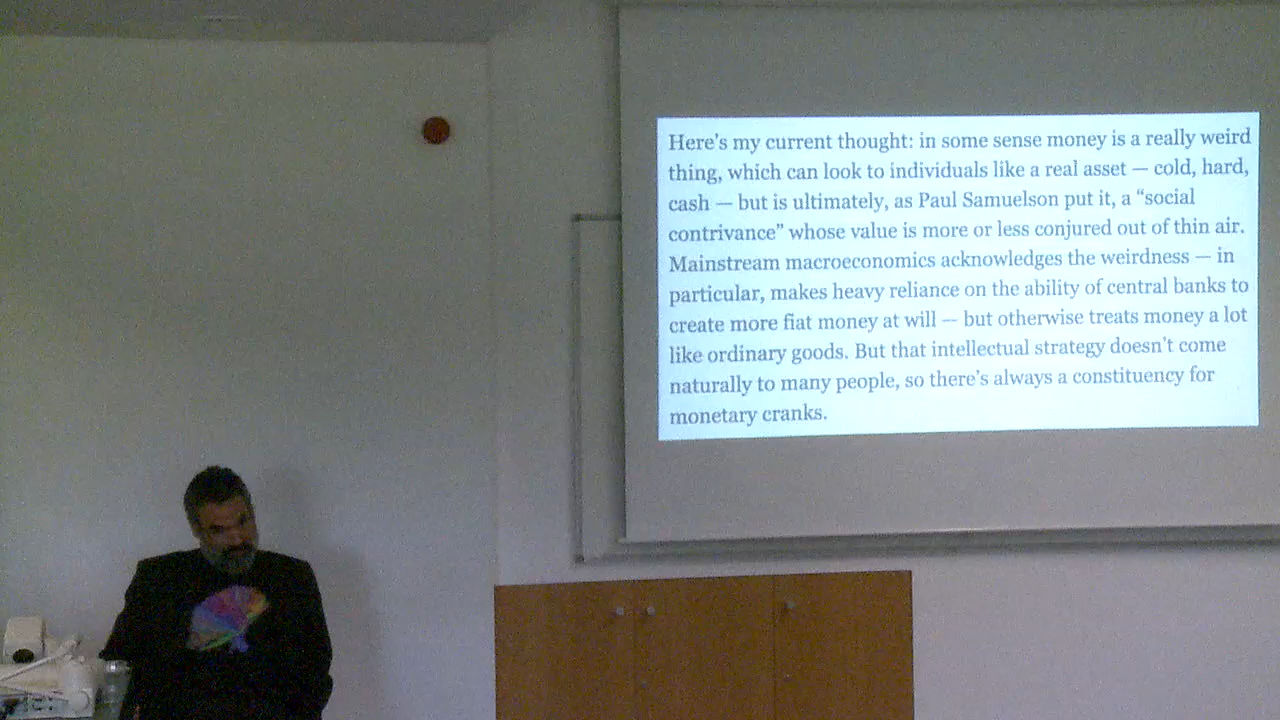 Here's my current thought: in some sense money is a really weird
thing, which can look to individuals like a real asset — cold, hard,
cash — but is ultimately, as Paul Samuelson put it, a “social
contrivance” whose value is more or less conjured out of thin air.
Mainstream macroeconomics acknowledges the weirdness — in
particular, makes heavy reliance on the ability of central banks to
create more fiat money at will — but otherwise treats money a lot
like ordinary goods. But that intellectual strategy doesn't come
naturally to many people, so there's always a constituency for
monetary cranks.